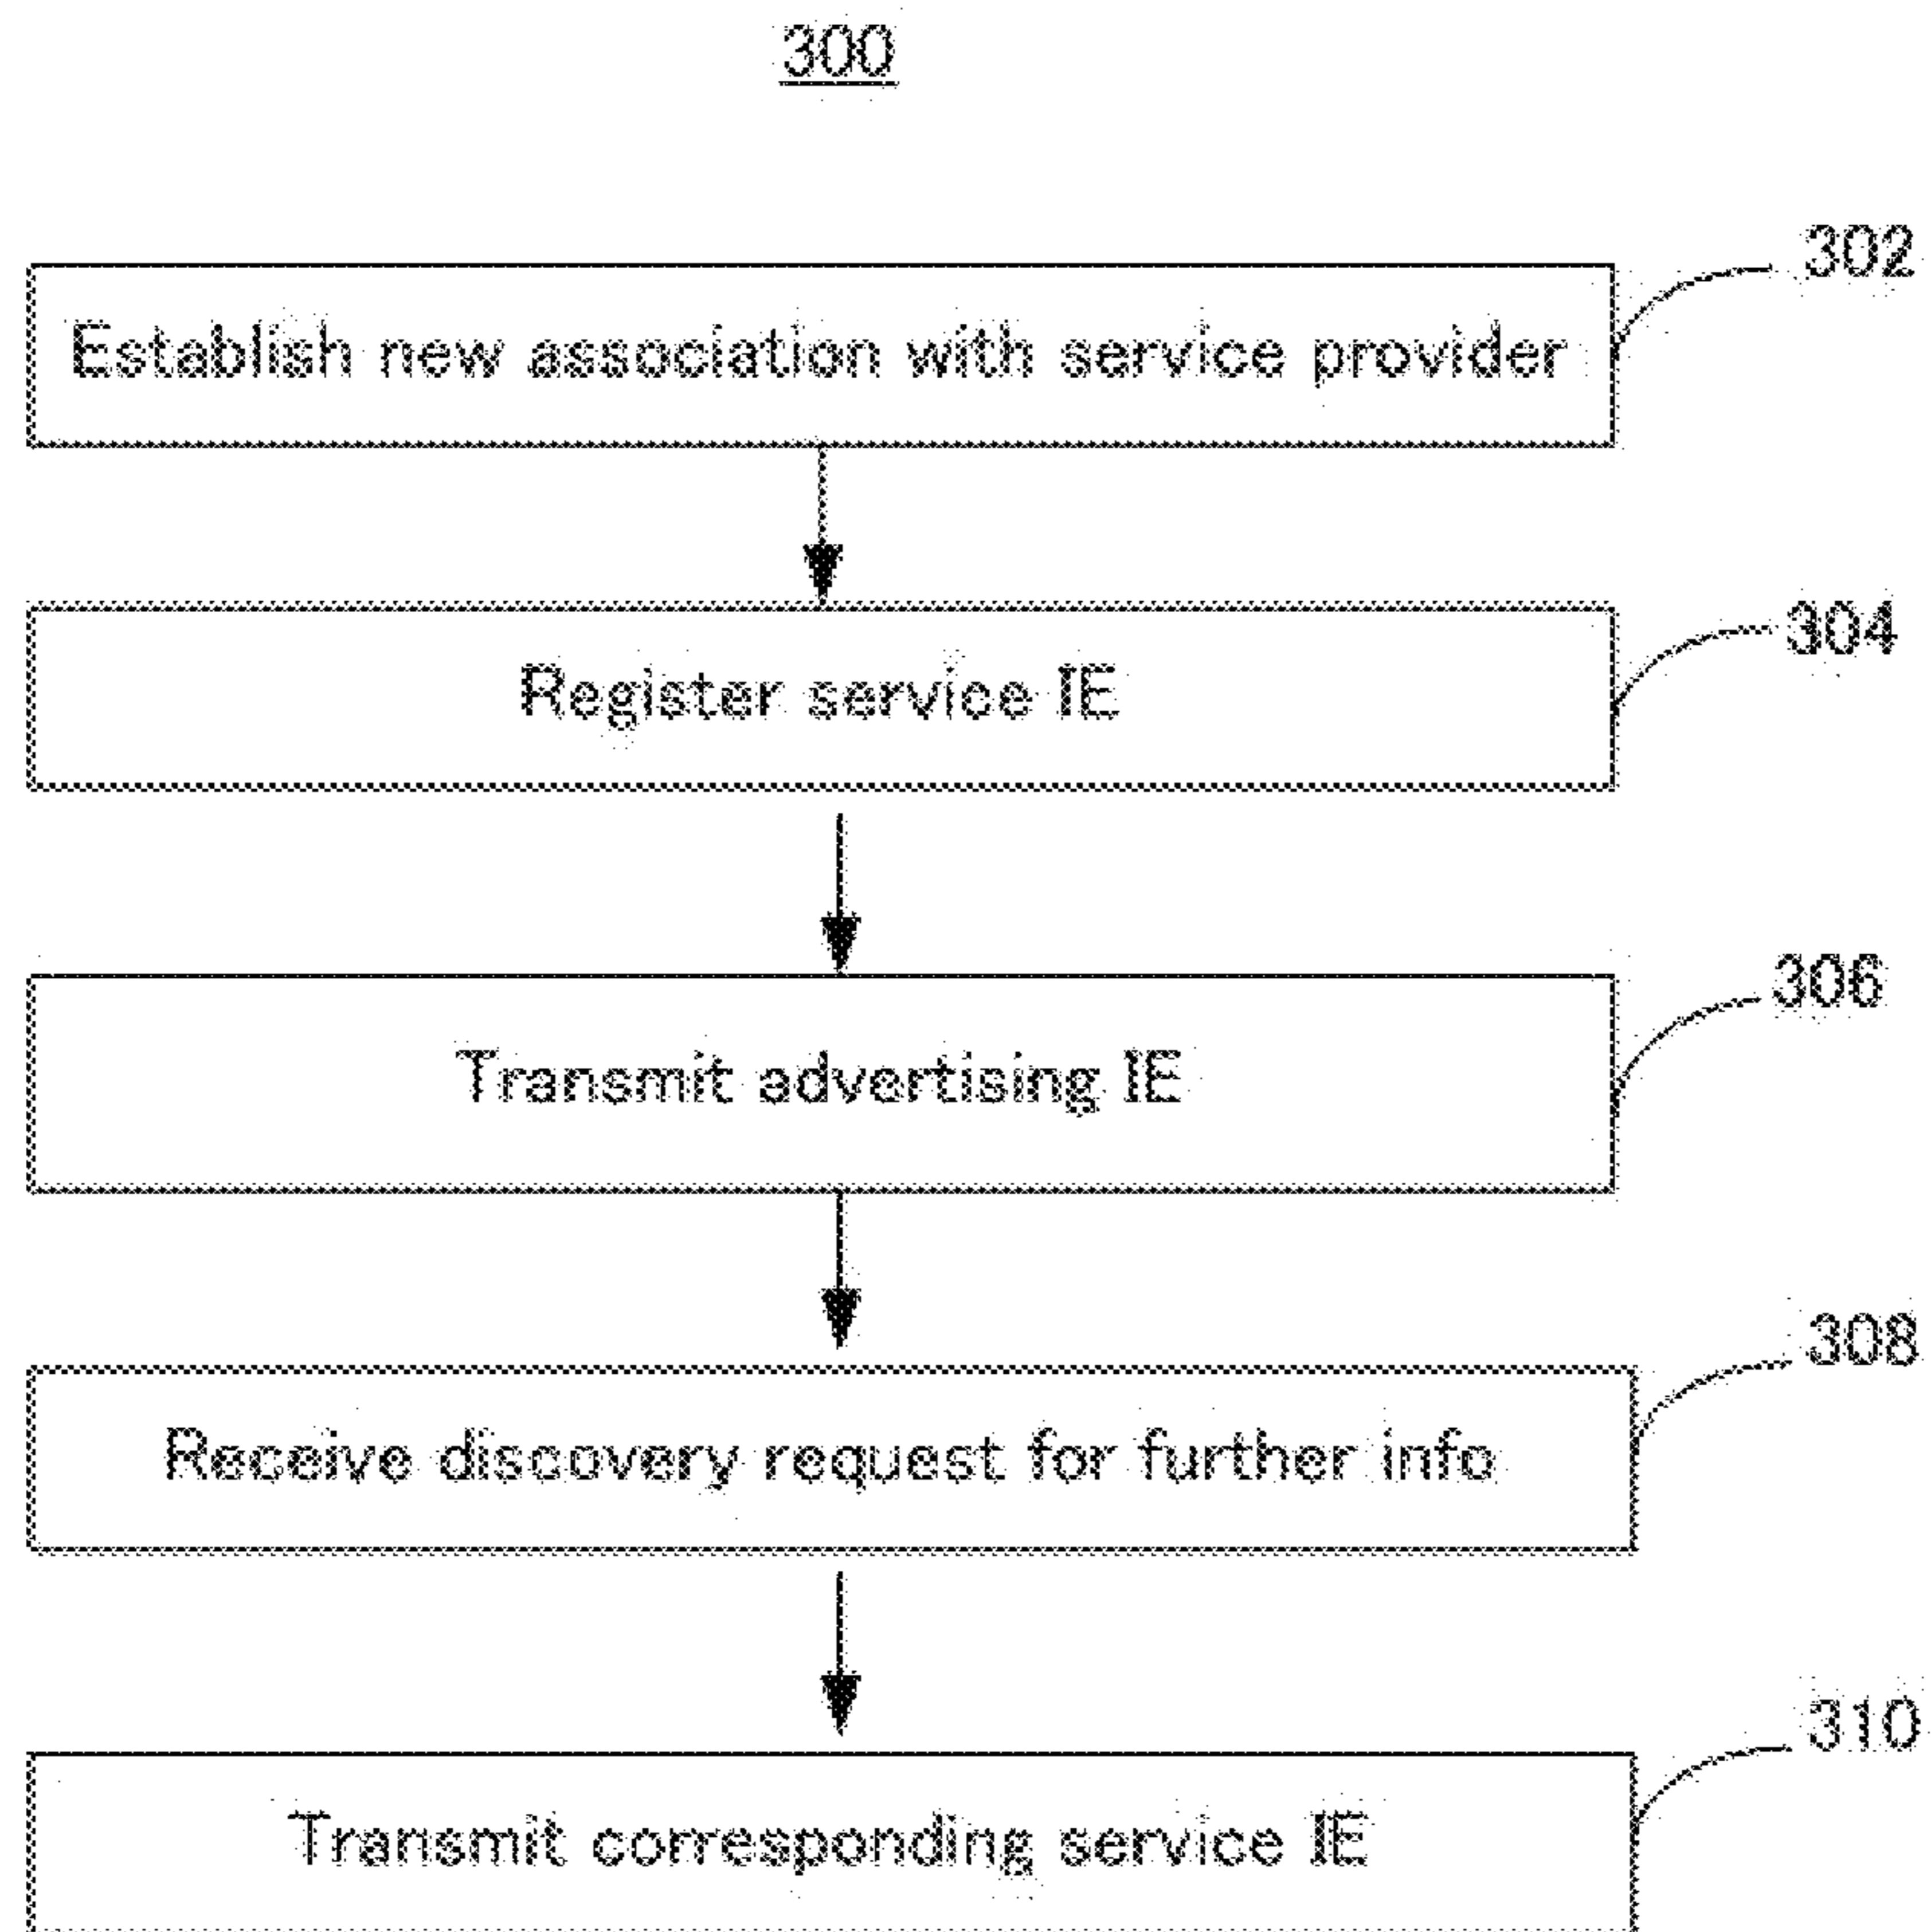 300
302
Establish new association with service provider
304
Register service IE
306
Transmit advertising IE
308
Receive discovery request for further info
310
Transmit corresponding service IE